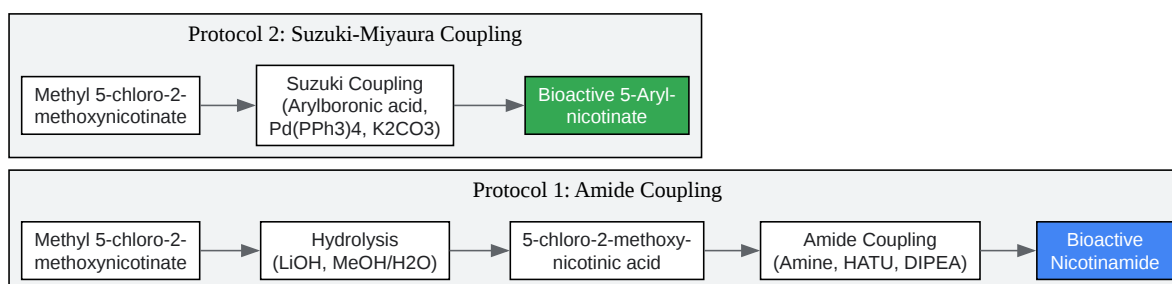 Protocol 2: Suzuki-Miyaura Coupling
Methyl 5-chloro-2-
methoxynicotinate
Suzuki Coupling
(Arylboronic acid,
Pd(PPh3)4, K2CO3)
Bioactive 5-Aryl-
nicotinate
Protocol 1: Amide Coupling
Methyl 5-chloro-2-
methoxynicotinate
Hydrolysis
(LiOH, MeOH/H2O)
5-chloro-2-methoxy-
nicotinic acid
Amide Coupling
(Amine, HATU, DIPEA)
Bioactive
Nicotinamide